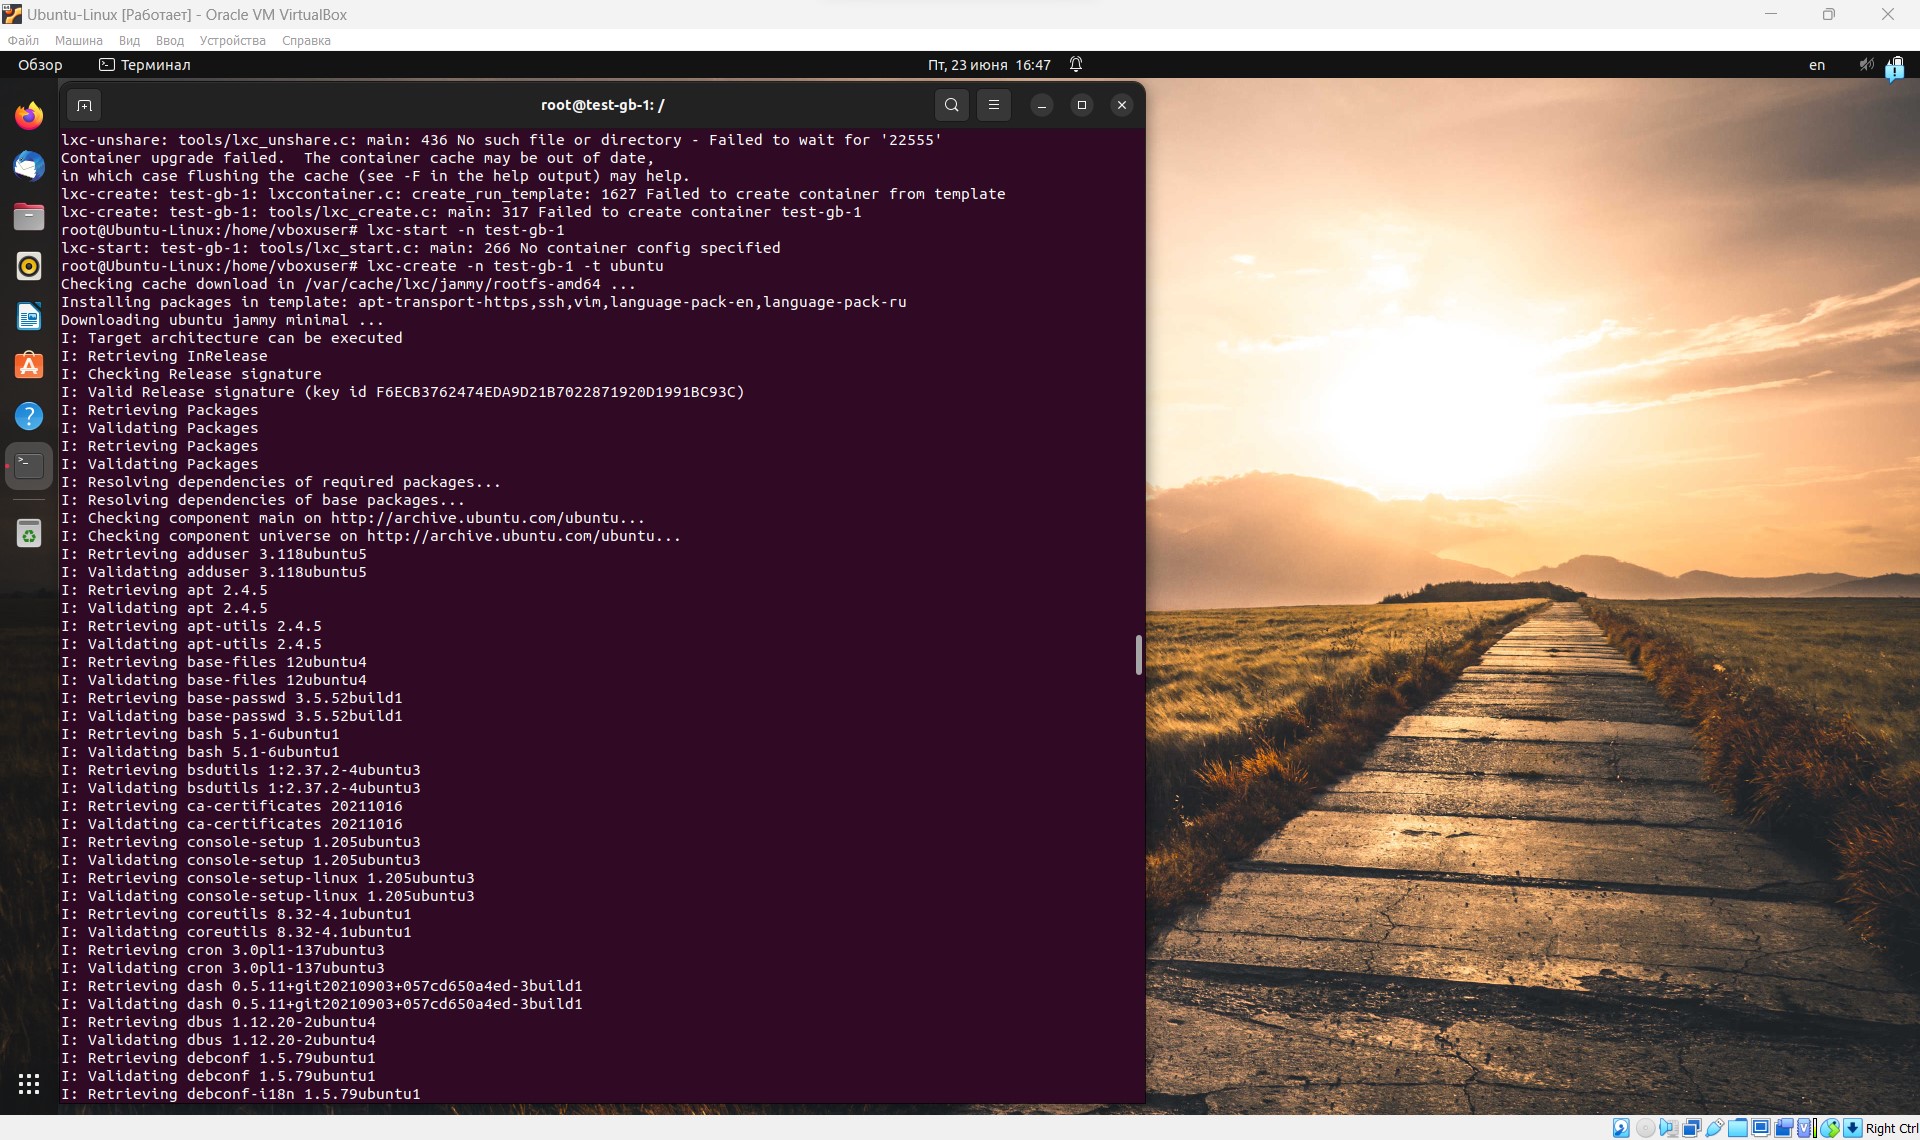 Ubuntu-Linux [Работает] - Oracle VM VirtualBox
Файл Машина Вид Ввод Устройства Справка
Обзор Терминал Пт, 23 июня 16:47 en
root@test-gb-1: /
lxc-unshare: tools/lxc_unshare.c: main: 436 No such file or directory - Failed to wait for '22555'
Container upgrade failed.  The container cache may be out of date,
in which case flushing the cache (see -F in the help output) may help.
lxc-create: test-gb-1: lxccontainer.c: create_run_template: 1627 Failed to create container from template
lxc-create: test-gb-1: tools/lxc_create.c: main: 317 Failed to create container test-gb-1
root@Ubuntu-Linux:/home/vboxuser# lxc-start -n test-gb-1
lxc-start: test-gb-1: tools/lxc_start.c: main: 266 No container config specified
root@Ubuntu-Linux:/home/vboxuser# lxc-create -n test-gb-1 -t ubuntu
Checking cache download in /var/cache/lxc/jammy/rootfs-amd64 ...
Installing packages in template: apt-transport-https,ssh,vim,language-pack-en,language-pack-ru
Downloading ubuntu jammy minimal ...
I: Target architecture can be executed
I: Retrieving InRelease
I: Checking Release signature
I: Valid Release signature (key id F6ECB3762474EDA9D21B7022871920D1991BC93C)
I: Retrieving Packages
I: Validating Packages
I: Retrieving Packages
I: Validating Packages
I: Resolving dependencies of required packages...
I: Resolving dependencies of base packages...
I: Checking component main on http://archive.ubuntu.com/ubuntu...
I: Checking component universe on http://archive.ubuntu.com/ubuntu...
I: Retrieving adduser 3.118ubuntu5
I: Validating adduser 3.118ubuntu5
I: Retrieving apt 2.4.5
I: Validating apt 2.4.5
I: Retrieving apt-utils 2.4.5
I: Validating apt-utils 2.4.5
I: Retrieving base-files 12ubuntu4
I: Validating base-files 12ubuntu4
I: Retrieving base-passwd 3.5.52build1
I: Validating base-passwd 3.5.52build1
I: Retrieving bash 5.1-6ubuntu1
I: Validating bash 5.1-6ubuntu1
I: Retrieving bsdutils 1:2.37.2-4ubuntu3
I: Validating bsdutils 1:2.37.2-4ubuntu3
I: Retrieving ca-certificates 20211016
I: Validating ca-certificates 20211016
I: Retrieving console-setup 1.205ubuntu3
I: Validating console-setup 1.205ubuntu3
I: Retrieving console-setup-linux 1.205ubuntu3
I: Validating console-setup-linux 1.205ubuntu3
I: Retrieving coreutils 8.32-4.1ubuntu1
I: Validating coreutils 8.32-4.1ubuntu1
I: Retrieving cron 3.0pl1-137ubuntu3
I: Validating cron 3.0pl1-137ubuntu3
I: Retrieving dash 0.5.11+git20210903+057cd650a4ed-3build1
I: Validating dash 0.5.11+git20210903+057cd650a4ed-3build1
I: Retrieving dbus 1.12.20-2ubuntu4
I: Validating dbus 1.12.20-2ubuntu4
I: Retrieving debconf 1.5.79ubuntu1
I: Validating debconf 1.5.79ubuntu1
I: Retrieving debconf-i18n 1.5.79ubuntu1
Right Ctrl